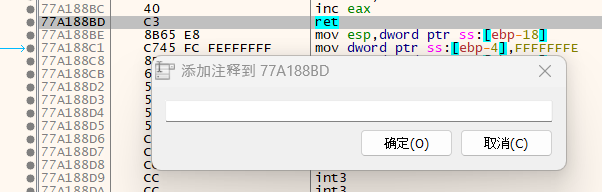 77A188BC 40 inc eax
77A188BD C3 ret
77A188BE 8B65 E8 mov esp,dword ptr ss:[ebp-18]
77A188C1 C745 FC FEFFFFFF mov dword ptr ss:[ebp-4],FFFFFFFE
77A188C8
77A188CB
77A188D2
77A188D3
77A188D4
77A188D5
77A188D6
77A188D7
77A188D8 CC
77A188D9 CC int3
添加注释到 77A188BD
确定(O) 取消(C)